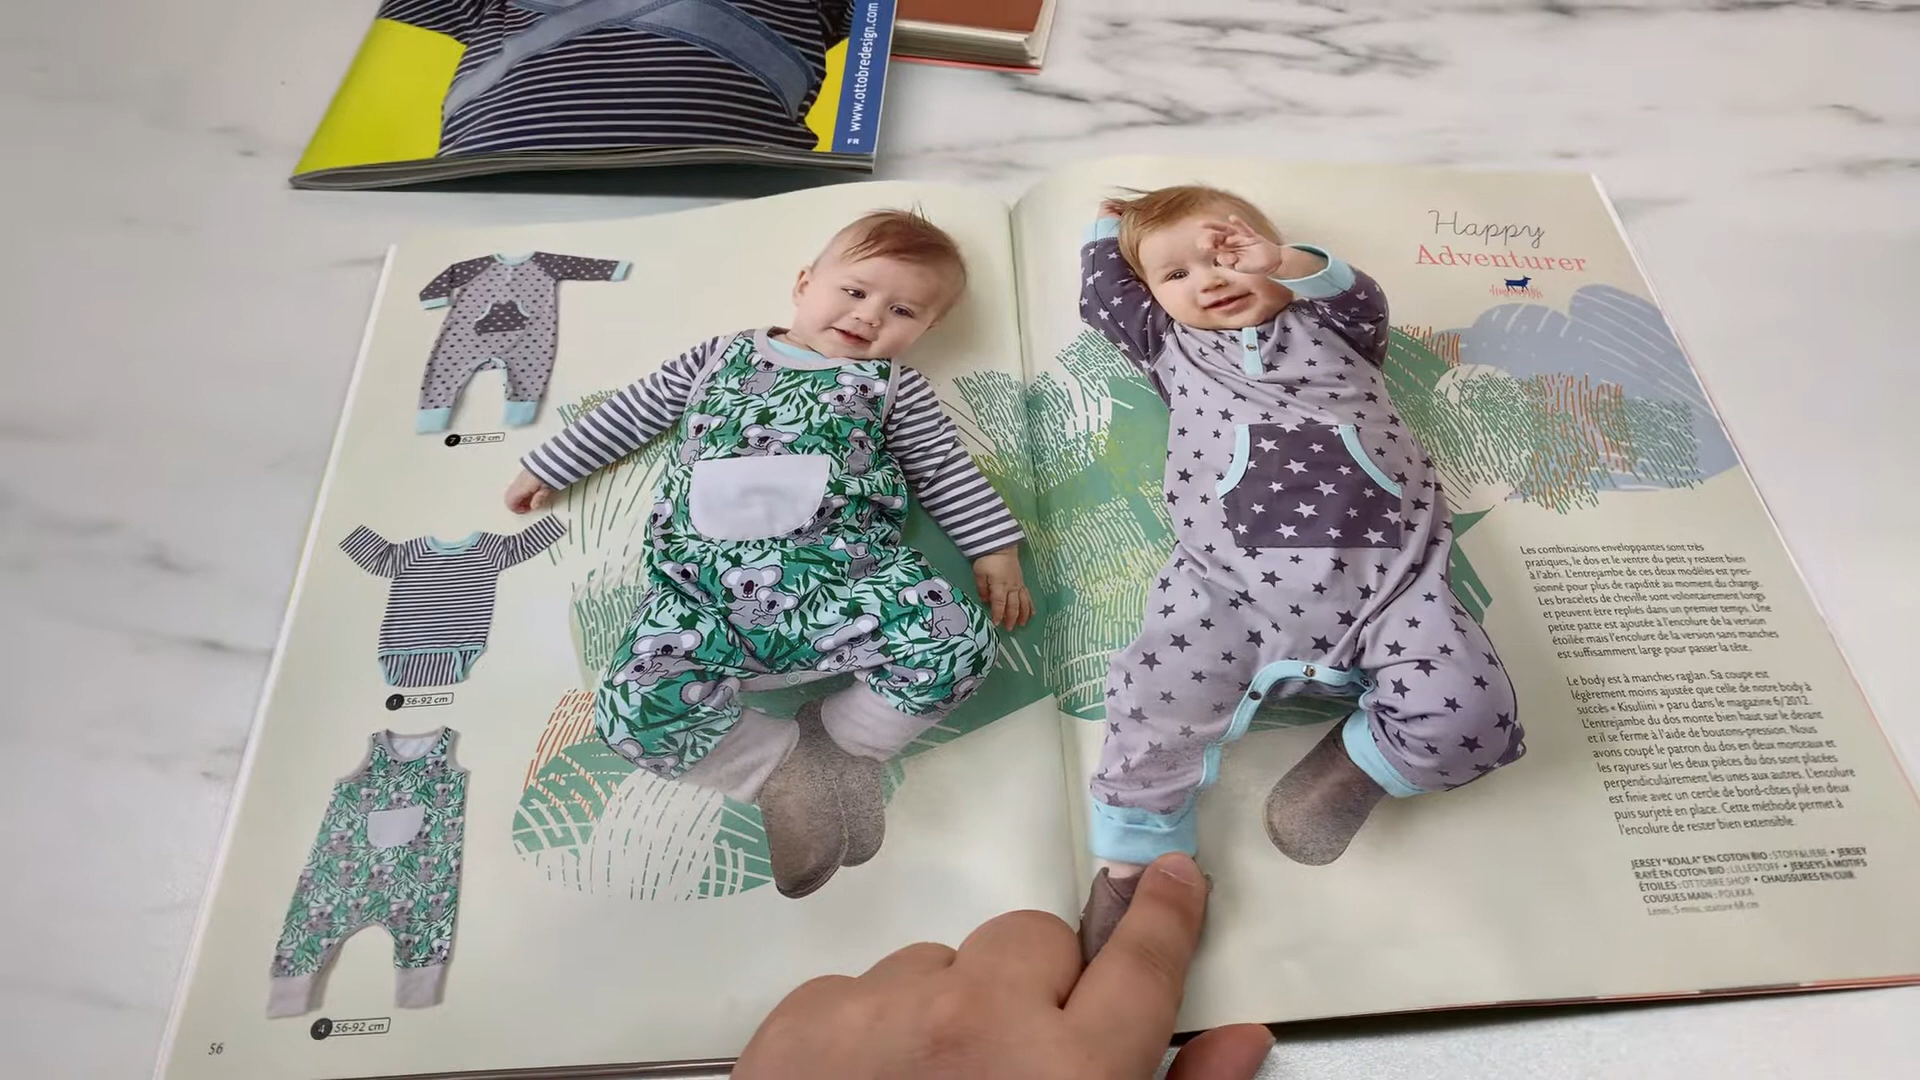 www.ottobredesign.com
FR
Happy
Adventurer
7 62-92 cm
1 56-92 cm
4 56-92 cm
56
Les combinaisons enveloppantes sont très
pratiques, le dos et le ventre du petit y restent bien
à l'abri. L'entrejambe de ces deux modèles est pres-
sionné pour plus de rapidité au moment du change.
Les bracelets de cheville sont volontairement longs
et peuvent être repliés dans un premier temps. Une
petite patte est ajoutée à l'encolure de la version
étoilée mais l'encolure de la version sans manches
est suffisamment large pour passer la tête.
Le body est à manches raglan. Sa coupe est
légèrement moins ajustée que celle de notre body à
succès « Kisuliini » paru dans le magazine 6/2012.
L'entrejambe du dos monte bien haut sur le devant
et il se ferme à l'aide de boutons-pression. Nous
avons coupé le patron du dos en deux morceaux et
les rayures sur les deux pièces du dos sont placées
perpendiculairement les unes aux autres. L'encolure
est finie avec un cercle de bord-côtes plié en deux
puis surjeté en place. Cette méthode permet à
l'encolure de rester bien extensible.
JERSEY "KOALA" EN COTON BIO : STOFF&LIEBE • JERSEY
RAYÉ EN COTON BIO : LILLESTOFF • JERSEYS À MOTIFS
ÉTOILES : OTTOBRE SHOP • CHAUSSURES EN CUIR
COUSUES MAIN : POLKKA
5 mois, stature 68 cm